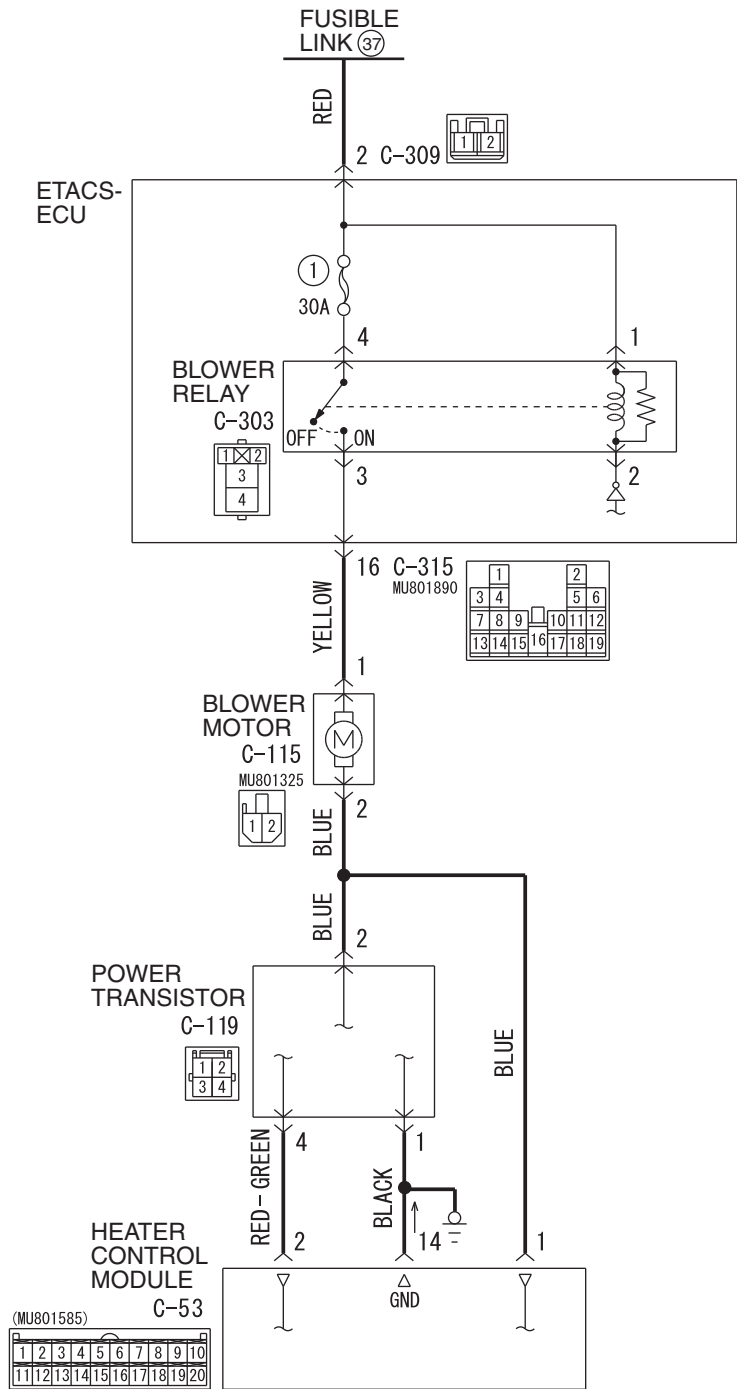 FUSIBLE
LINK 37
RED
2 C-309
1 2
ETACS-
ECU
1
30A
4
1
BLOWER
RELAY
C-303
OFF
ON
1 2
3
4
3
2
16 C-315
MU801890
1 2
3 4 5 6
7 8 9 10 11 12
13 14 15 16 17 18 19
YELLOW
1
BLOWER
MOTOR
C-115
M
MU801325
1 2
2
BLUE
BLUE
2
POWER
TRANSISTOR
C-119
1 2
3 4
BLUE
4
1
RED-GREEN
BLACK
2
14
1
HEATER
CONTROL
MODULE
C-53
GND
(MU801585)
1 2 3 4 5 6 7 8 9 10
11 12 13 14 15 16 17 18 19 20